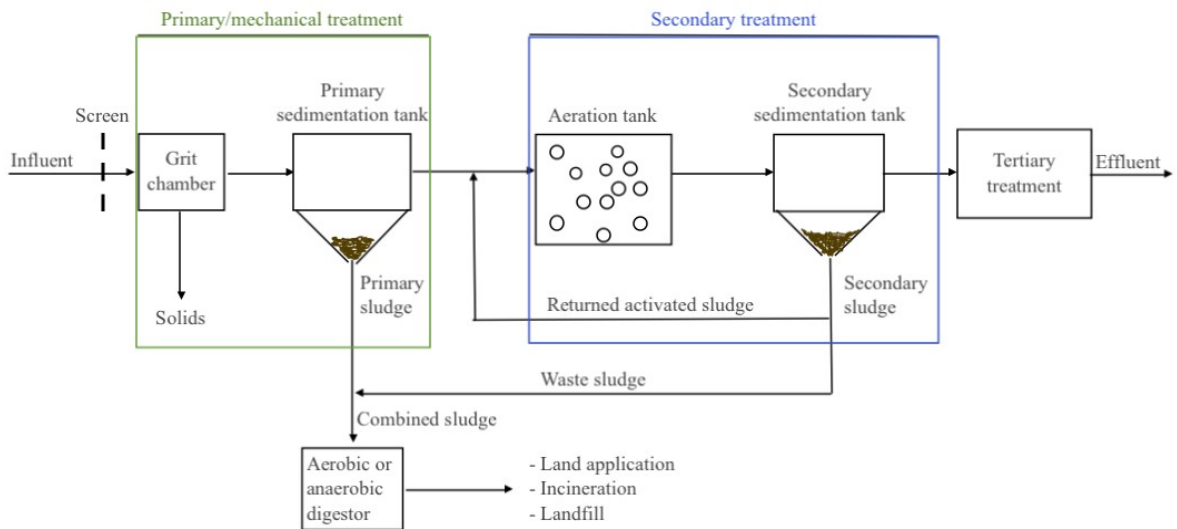 Primary/mechanical treatment
Secondary treatment
Screen
Influent
Grit
chamber
Solids
Primary
sedimentation tank
Primary
sludge
Aeration tank
Secondary
sedimentation tank
Secondary
sludge
Tertiary
treatment
Effluent
Returned activated sludge
Waste sludge
Combined sludge
Aerobic or
anaerobic
digestor
- Land application
- Incineration
- Landfill